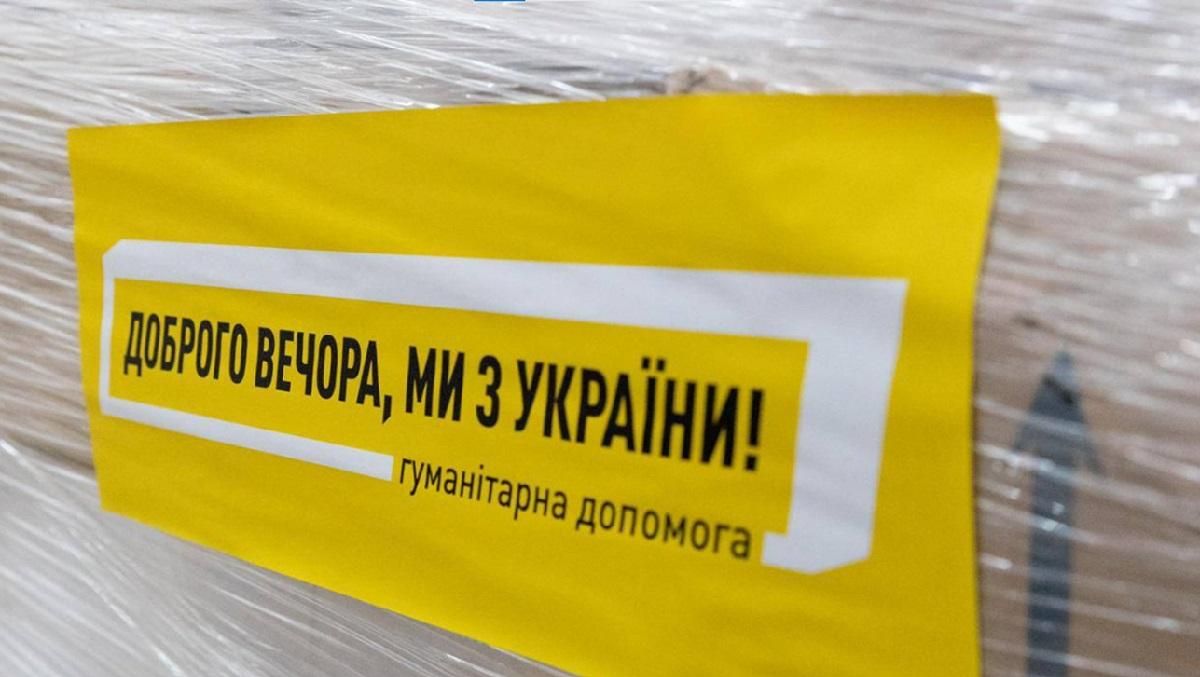 ДОБРОГО ВЕЧОРА, МИ З УКРАЇНИ!
гуманітарна допомога